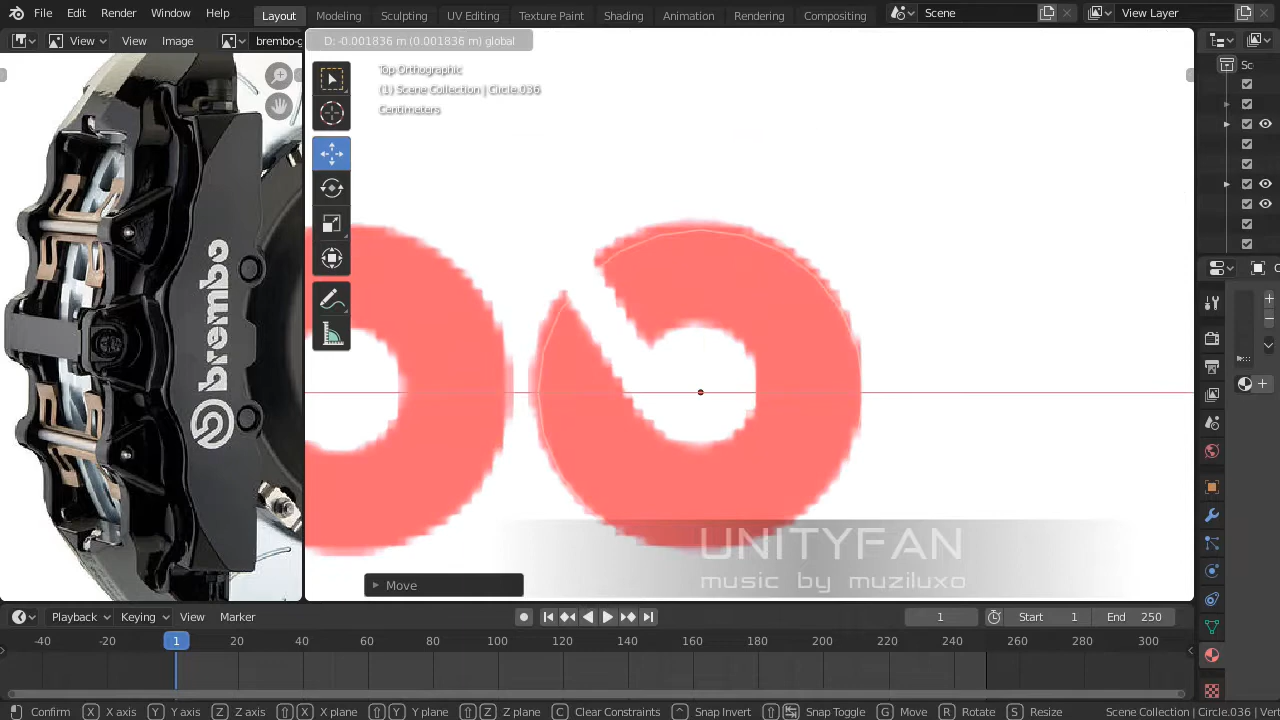 File Edit Render Window Help
Layout Modeling Sculpting UV Editing Texture Paint Shading Animation Rendering Compositing
Scene
View Layer
View View Image brembo-g
D: -0.001836 m (0.001836 m) global
Top Orthographic
(1) Scene Collection | Circle.036
Centimeters
Sc
brembo
UNITYFAN
music by muziluxo
Move
Playback Keying View Marker
1
Start 1 End 250
-40 -20 1 20 40 60 80 100 120 140 160 180 200 220 240 260 280 300
Confirm X X axis Y Y axis Z Z axis X X plane Y Y plane Z Z plane C Clear Constraints ^ Snap Invert Snap Toggle G Move R Rotate S Resize
Scene Collection | Circle.036 | Ver